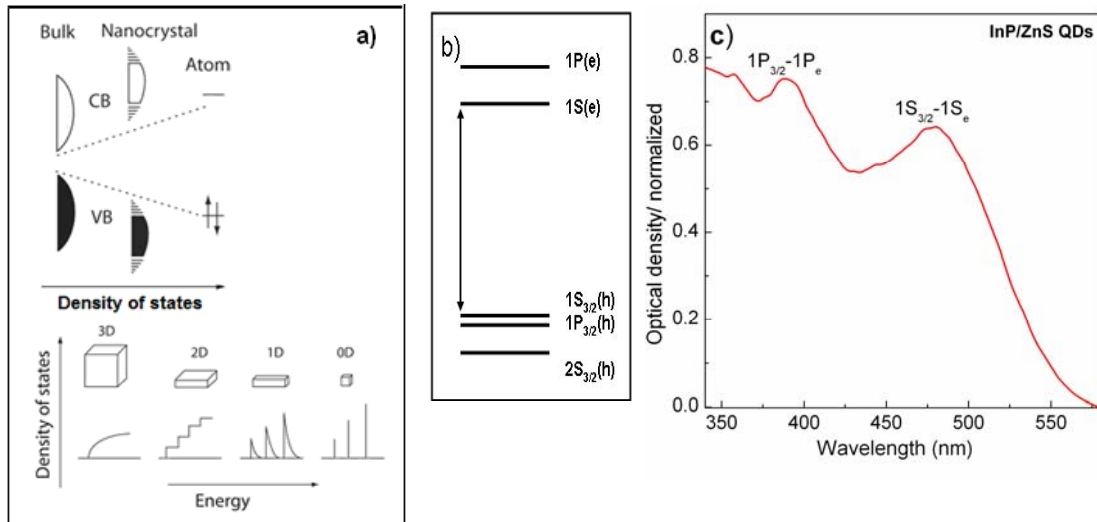 a)
Bulk
Nanocrystal
Atom
CB
VB
Density of states
3D
2D
1D
0D
Density of states
Energy
b)
1P(e)
1S(e)
1S3/2(h)
1P3/2(h)
2S3/2(h)
c)
InP/ZnS QDs
1P3/2-1Pe
1S3/2-1Se
Optical density/ normalized
0.8
0.6
0.4
0.2
0.0
350 400 450 500 550
Wavelength (nm)